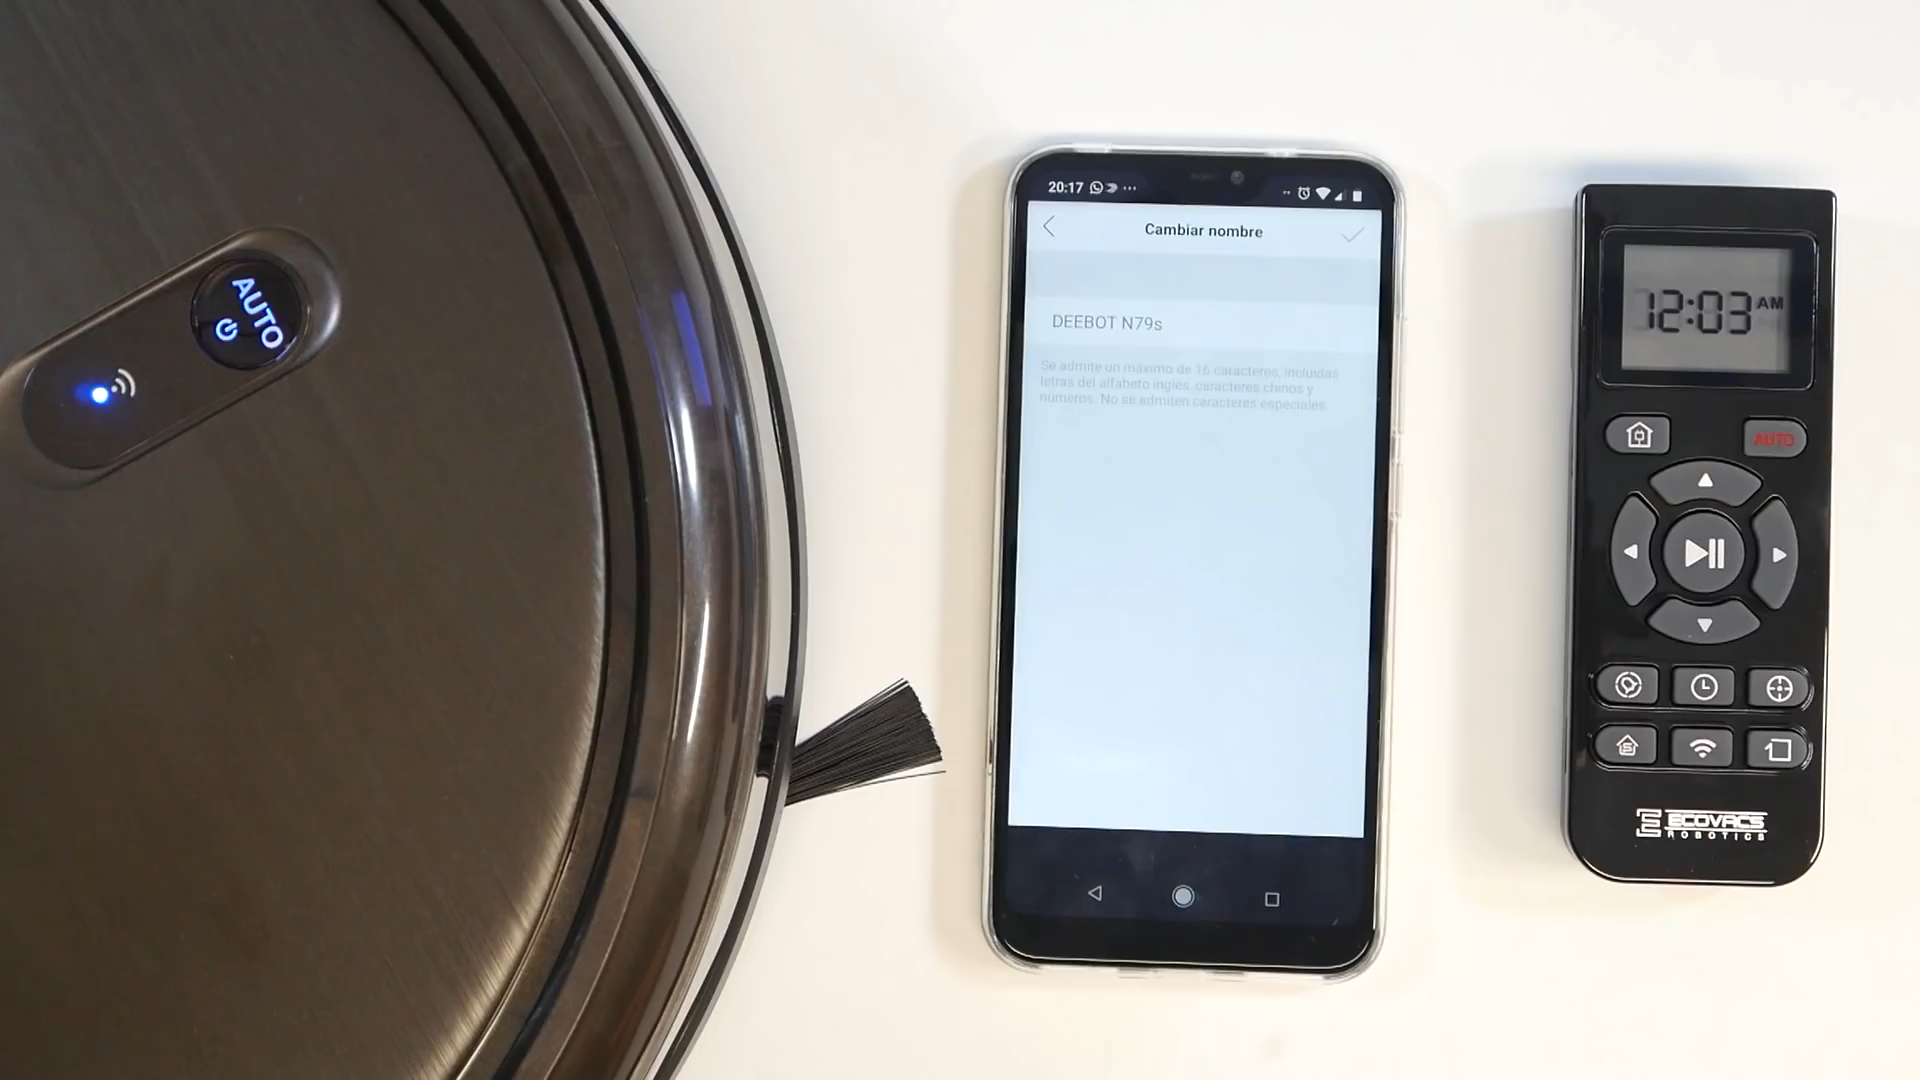 AUTO
20:17
Cambiar nombre
DEEBOT N79s
Se admite un máximo de 16 caracteres, incluidas
letras del alfabeto inglés, caracteres chinos y
números. No se admiten caracteres especiales.
12:03 AM
AUTO
ECOVACS
ROBOTICS